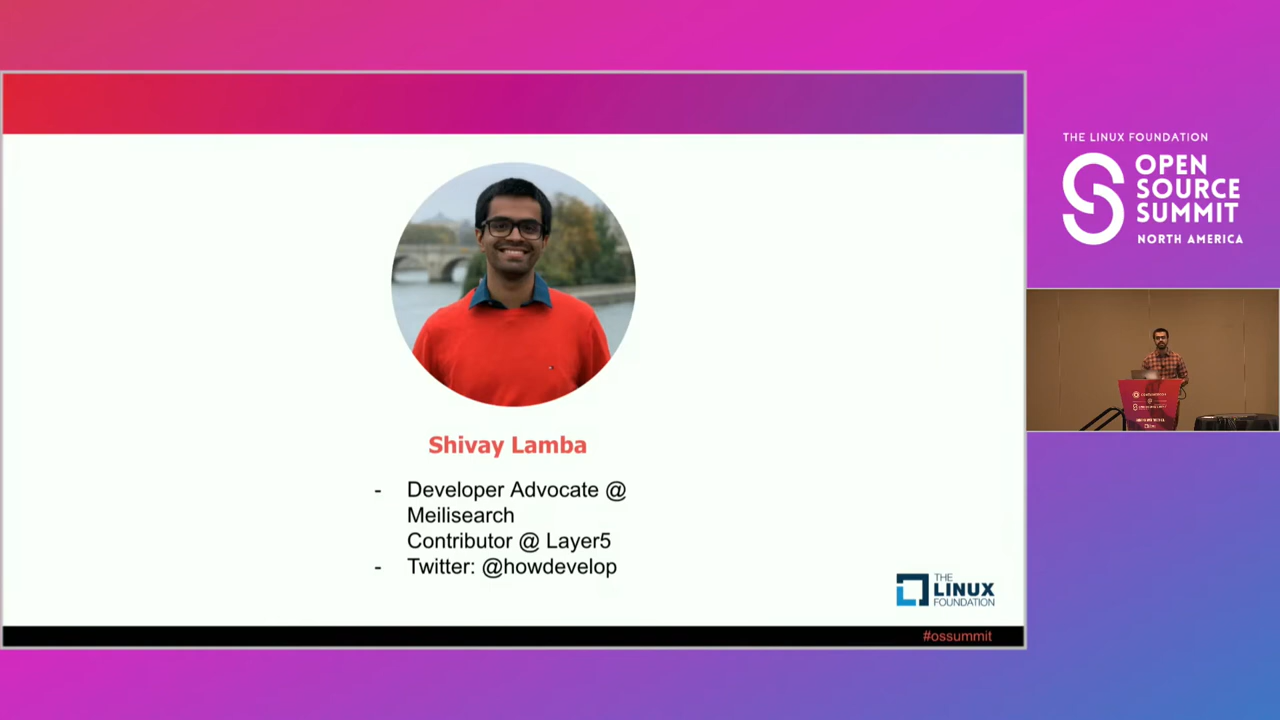 Shivay Lamba
- Developer Advocate @
Meilisearch
Contributor @ Layer5
- Twitter: @howdevelop
THE
LINUX
FOUNDATION
#ossummit
THE LINUX FOUNDATION
OPEN
SOURCE
SUMMIT
NORTH AMERICA